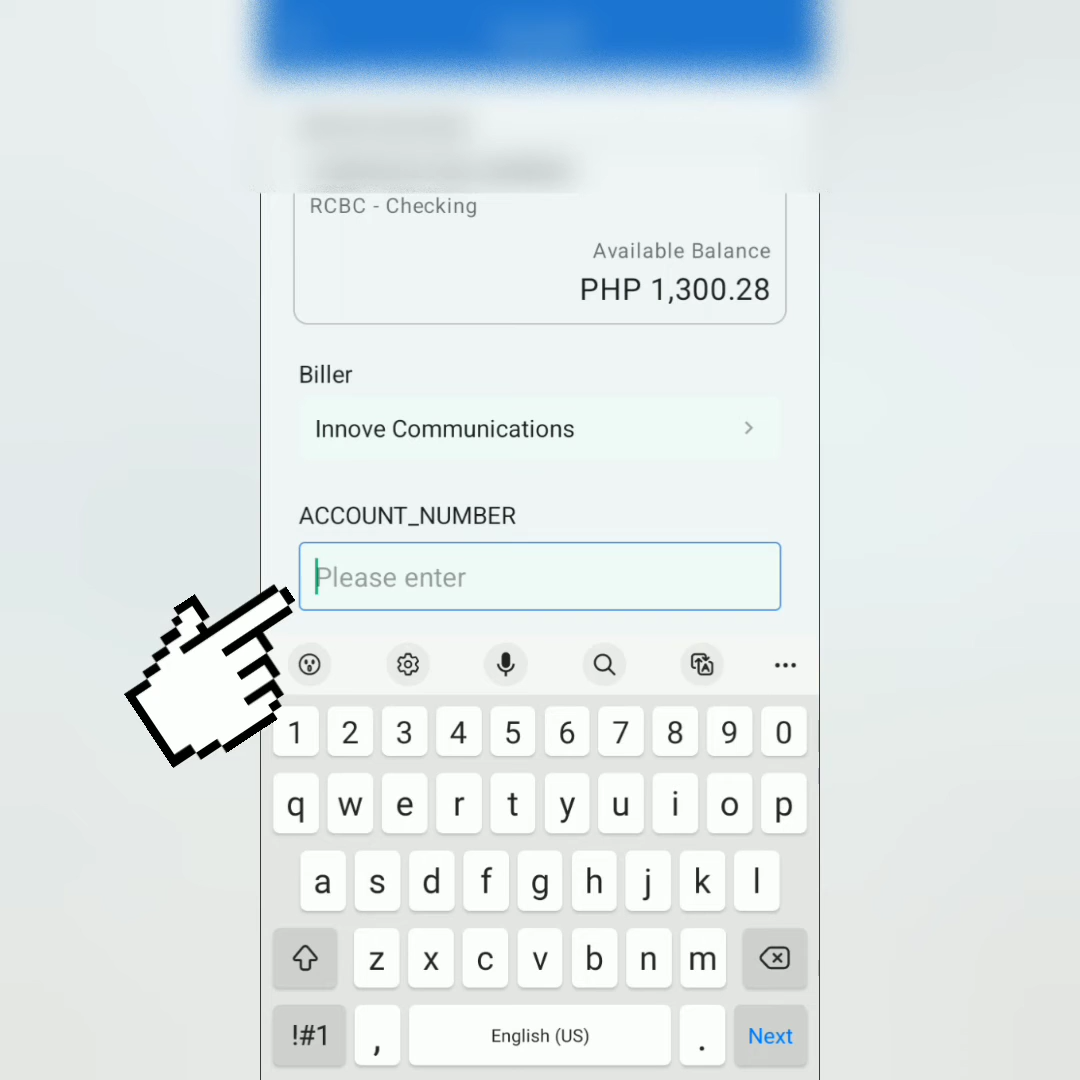 RCBC - Checking
Available Balance
PHP 1,300.28
Biller
Innove Communications
ACCOUNT_NUMBER
Please enter
1 2 3 4 5 6 7 8 9 0
q w e r t y u i o p
a s d f g h j k l
z x c v b n m
!#1 , English (US) . Next